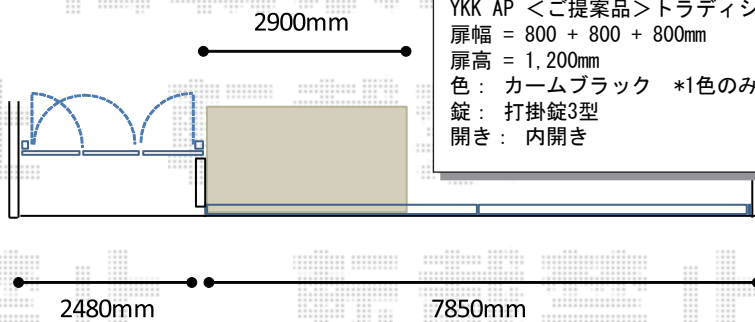 2900mm
YKK AP <ご提案品>トラディシ
扉幅 = 800 + 800 + 800mm
扉高 = 1,200mm
色： カームブラック　*1色のみ
錠： 打掛錠3型
開き： 内開き
2480mm
7850mm